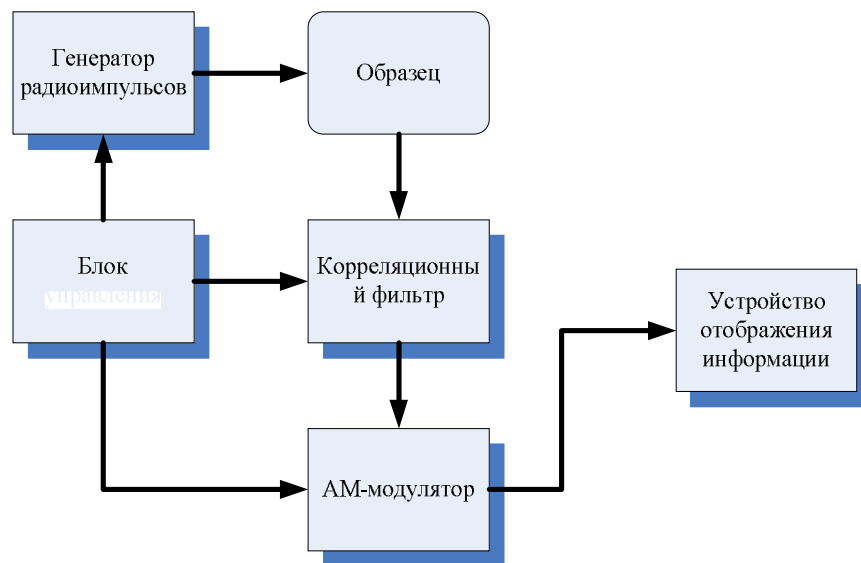 Генератор
радиоимпульсов
Образец
Блок
управления
Корреляционны
й фильтр
Устройство
отображения
информации
АМ-модулятор